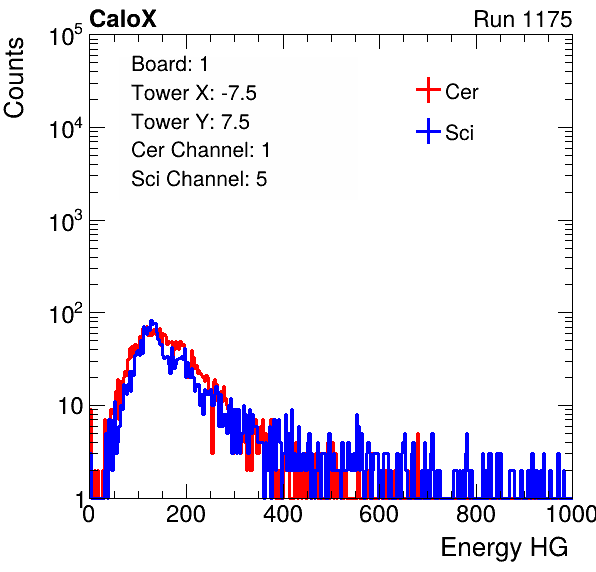 CaloX Run 1175
Counts
10^5
10^4
10^3
10^2
10
1
Board: 1
Tower X: -7.5
Tower Y: 7.5
Cer Channel: 1
Sci Channel: 5
Cer
Sci
0 200 400 600 800 1000
Energy HG